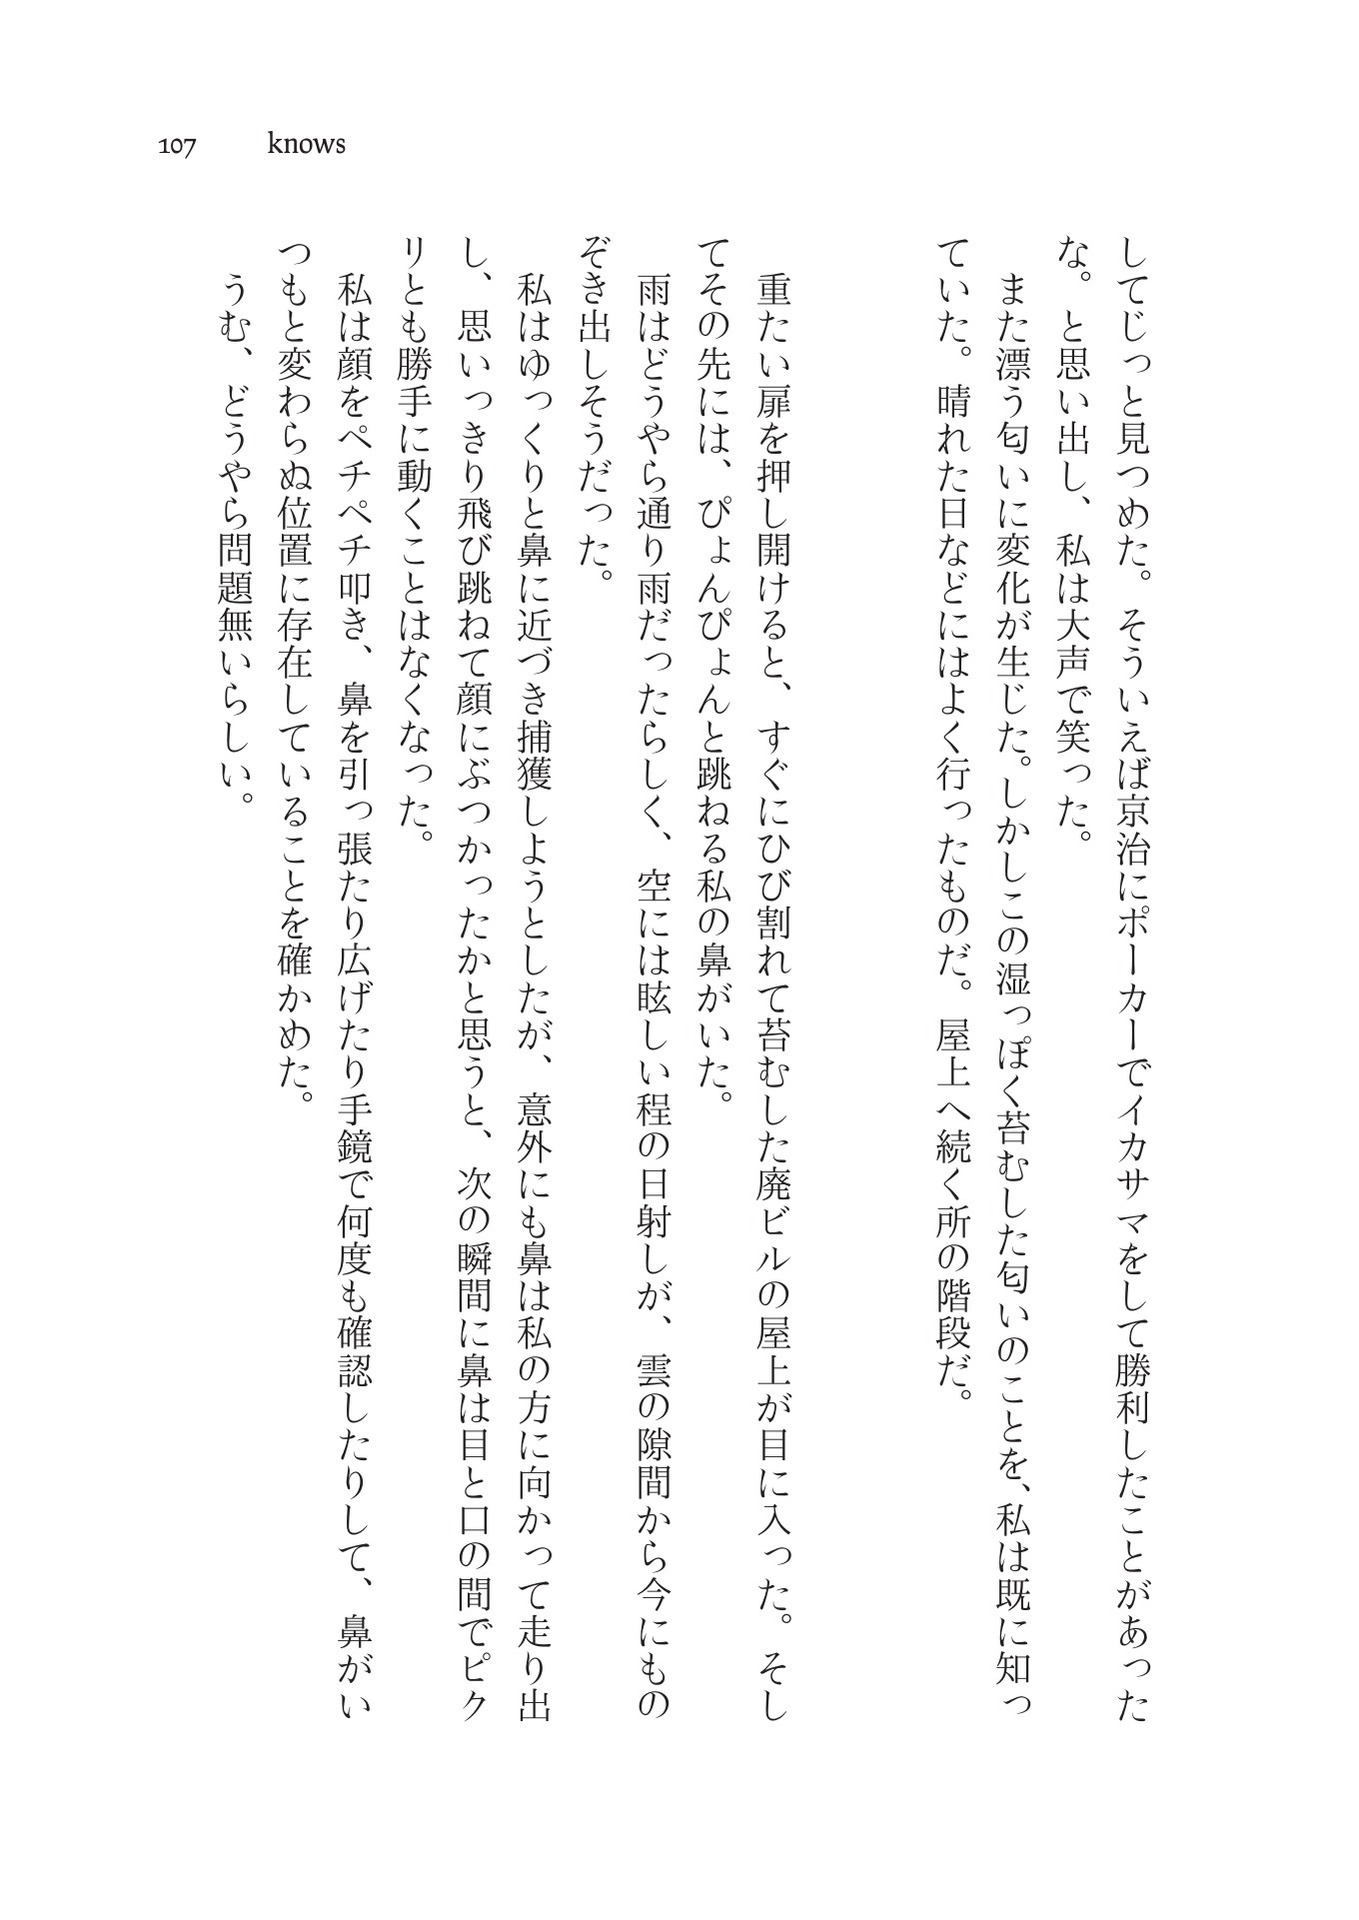 107 knows
してじっと見つめた。そういえば京治にポーカーでイカサマをして勝利したことがあった
な。と思い出し、私は大声で笑った。
また漂う匂いに変化が生じた。しかしこの湿っぽく苔むした匂いのことを、私は既に知っ
ていた。晴れた日などにはよく行ったものだ。屋上へ続く所の階段だ。
重たい扉を押し開けると、すぐにひび割れて苔むした廃ビルの屋上が目に入った。そし
てその先には、ぴょんぴょんと跳ねる私の鼻がいた。
雨はどうやら通り雨だったらしく、空には眩しい程の日射しが、雲の隙間から今にもの
ぞき出しそうだった。
私はゆっくりと鼻に近づき捕獲しようとしたが、意外にも鼻は私の方に向かって走り出
し、思いっきり飛び跳ねて顔にぶつかったかと思うと、次の瞬間に鼻は目と口の間でピク
リとも勝手に動くことはなくなった。
私は顔をペチペチ叩き、鼻を引っ張たり広げたり手鏡で何度も確認したりして、鼻がい
つもと変わらぬ位置に存在していることを確かめた。
うむ、どうやら問題無いらしい。